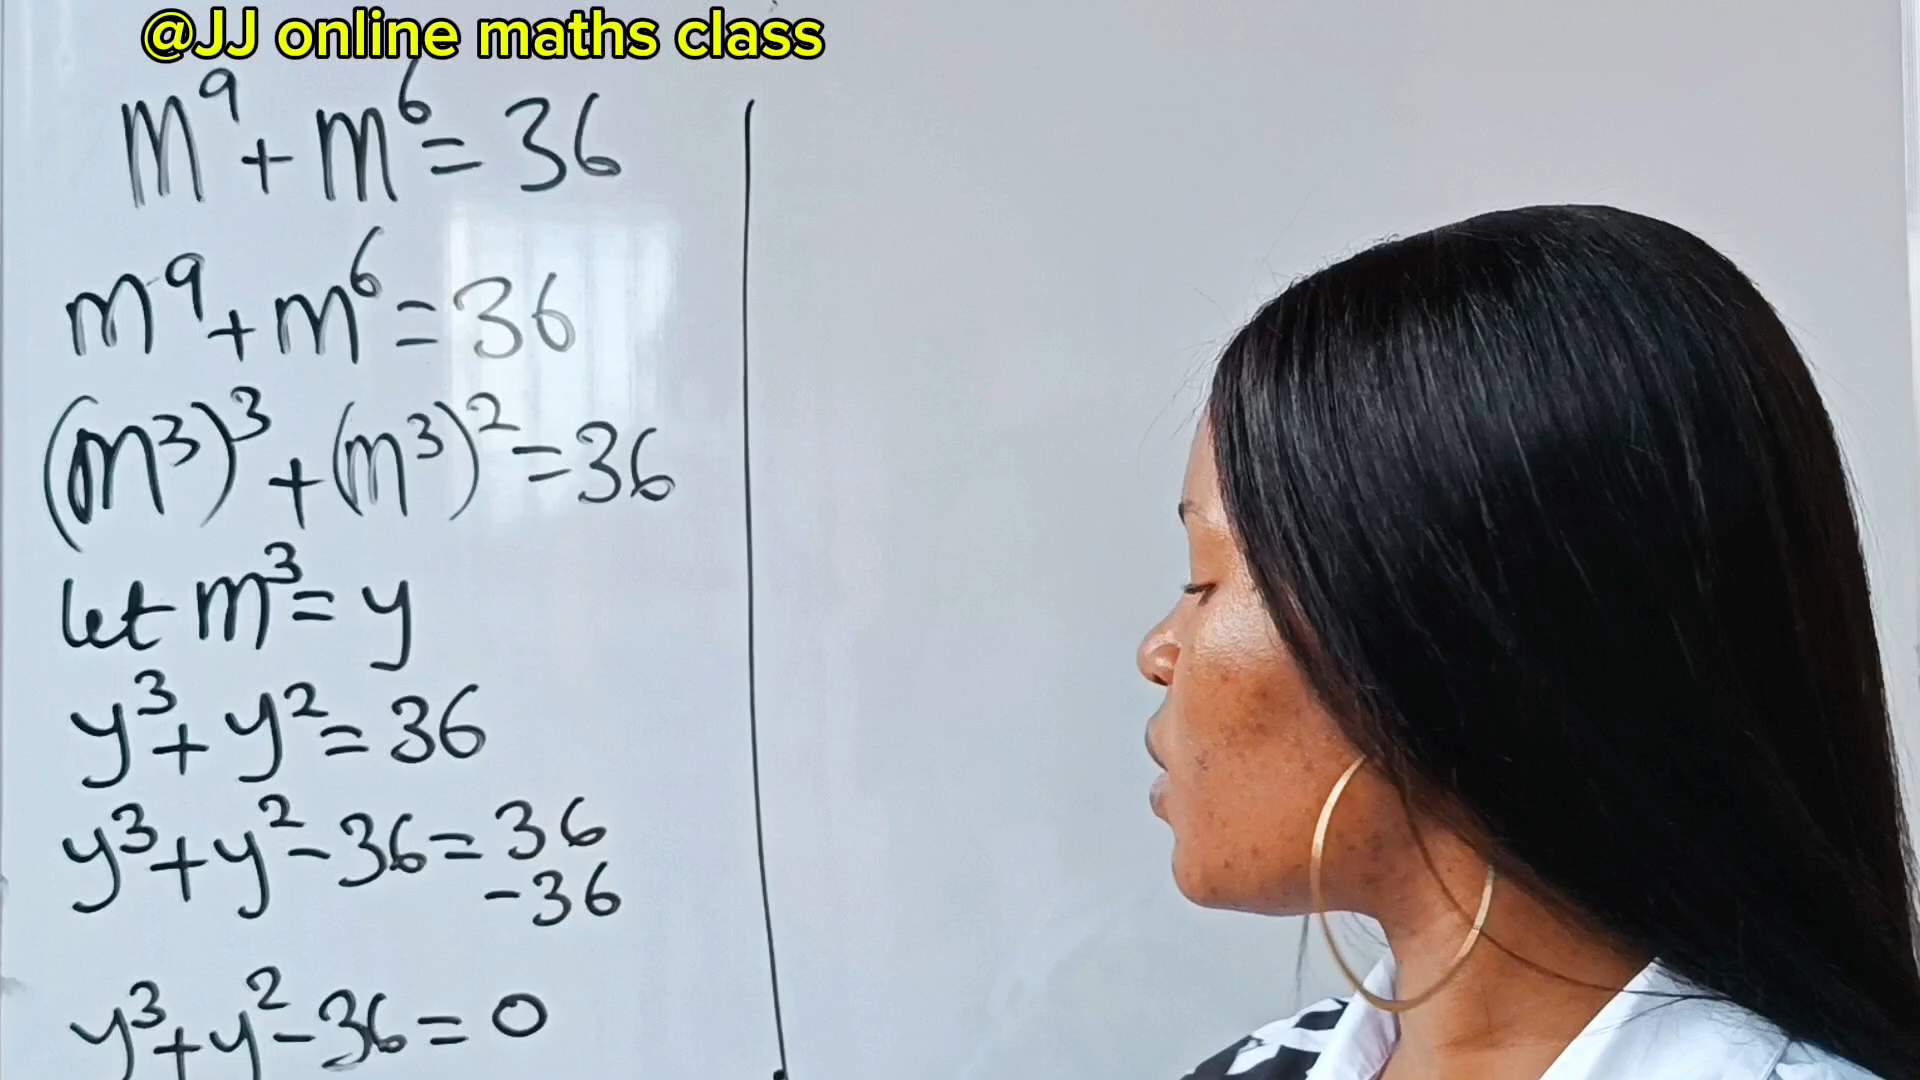 @JJ online maths class
m⁹+m⁶=36
m⁹+m⁶=36
(m³)³+(m³)²=36
let m³=y
y³+y²=36
y³+y²-36=36
-36
y³+y²-36=0